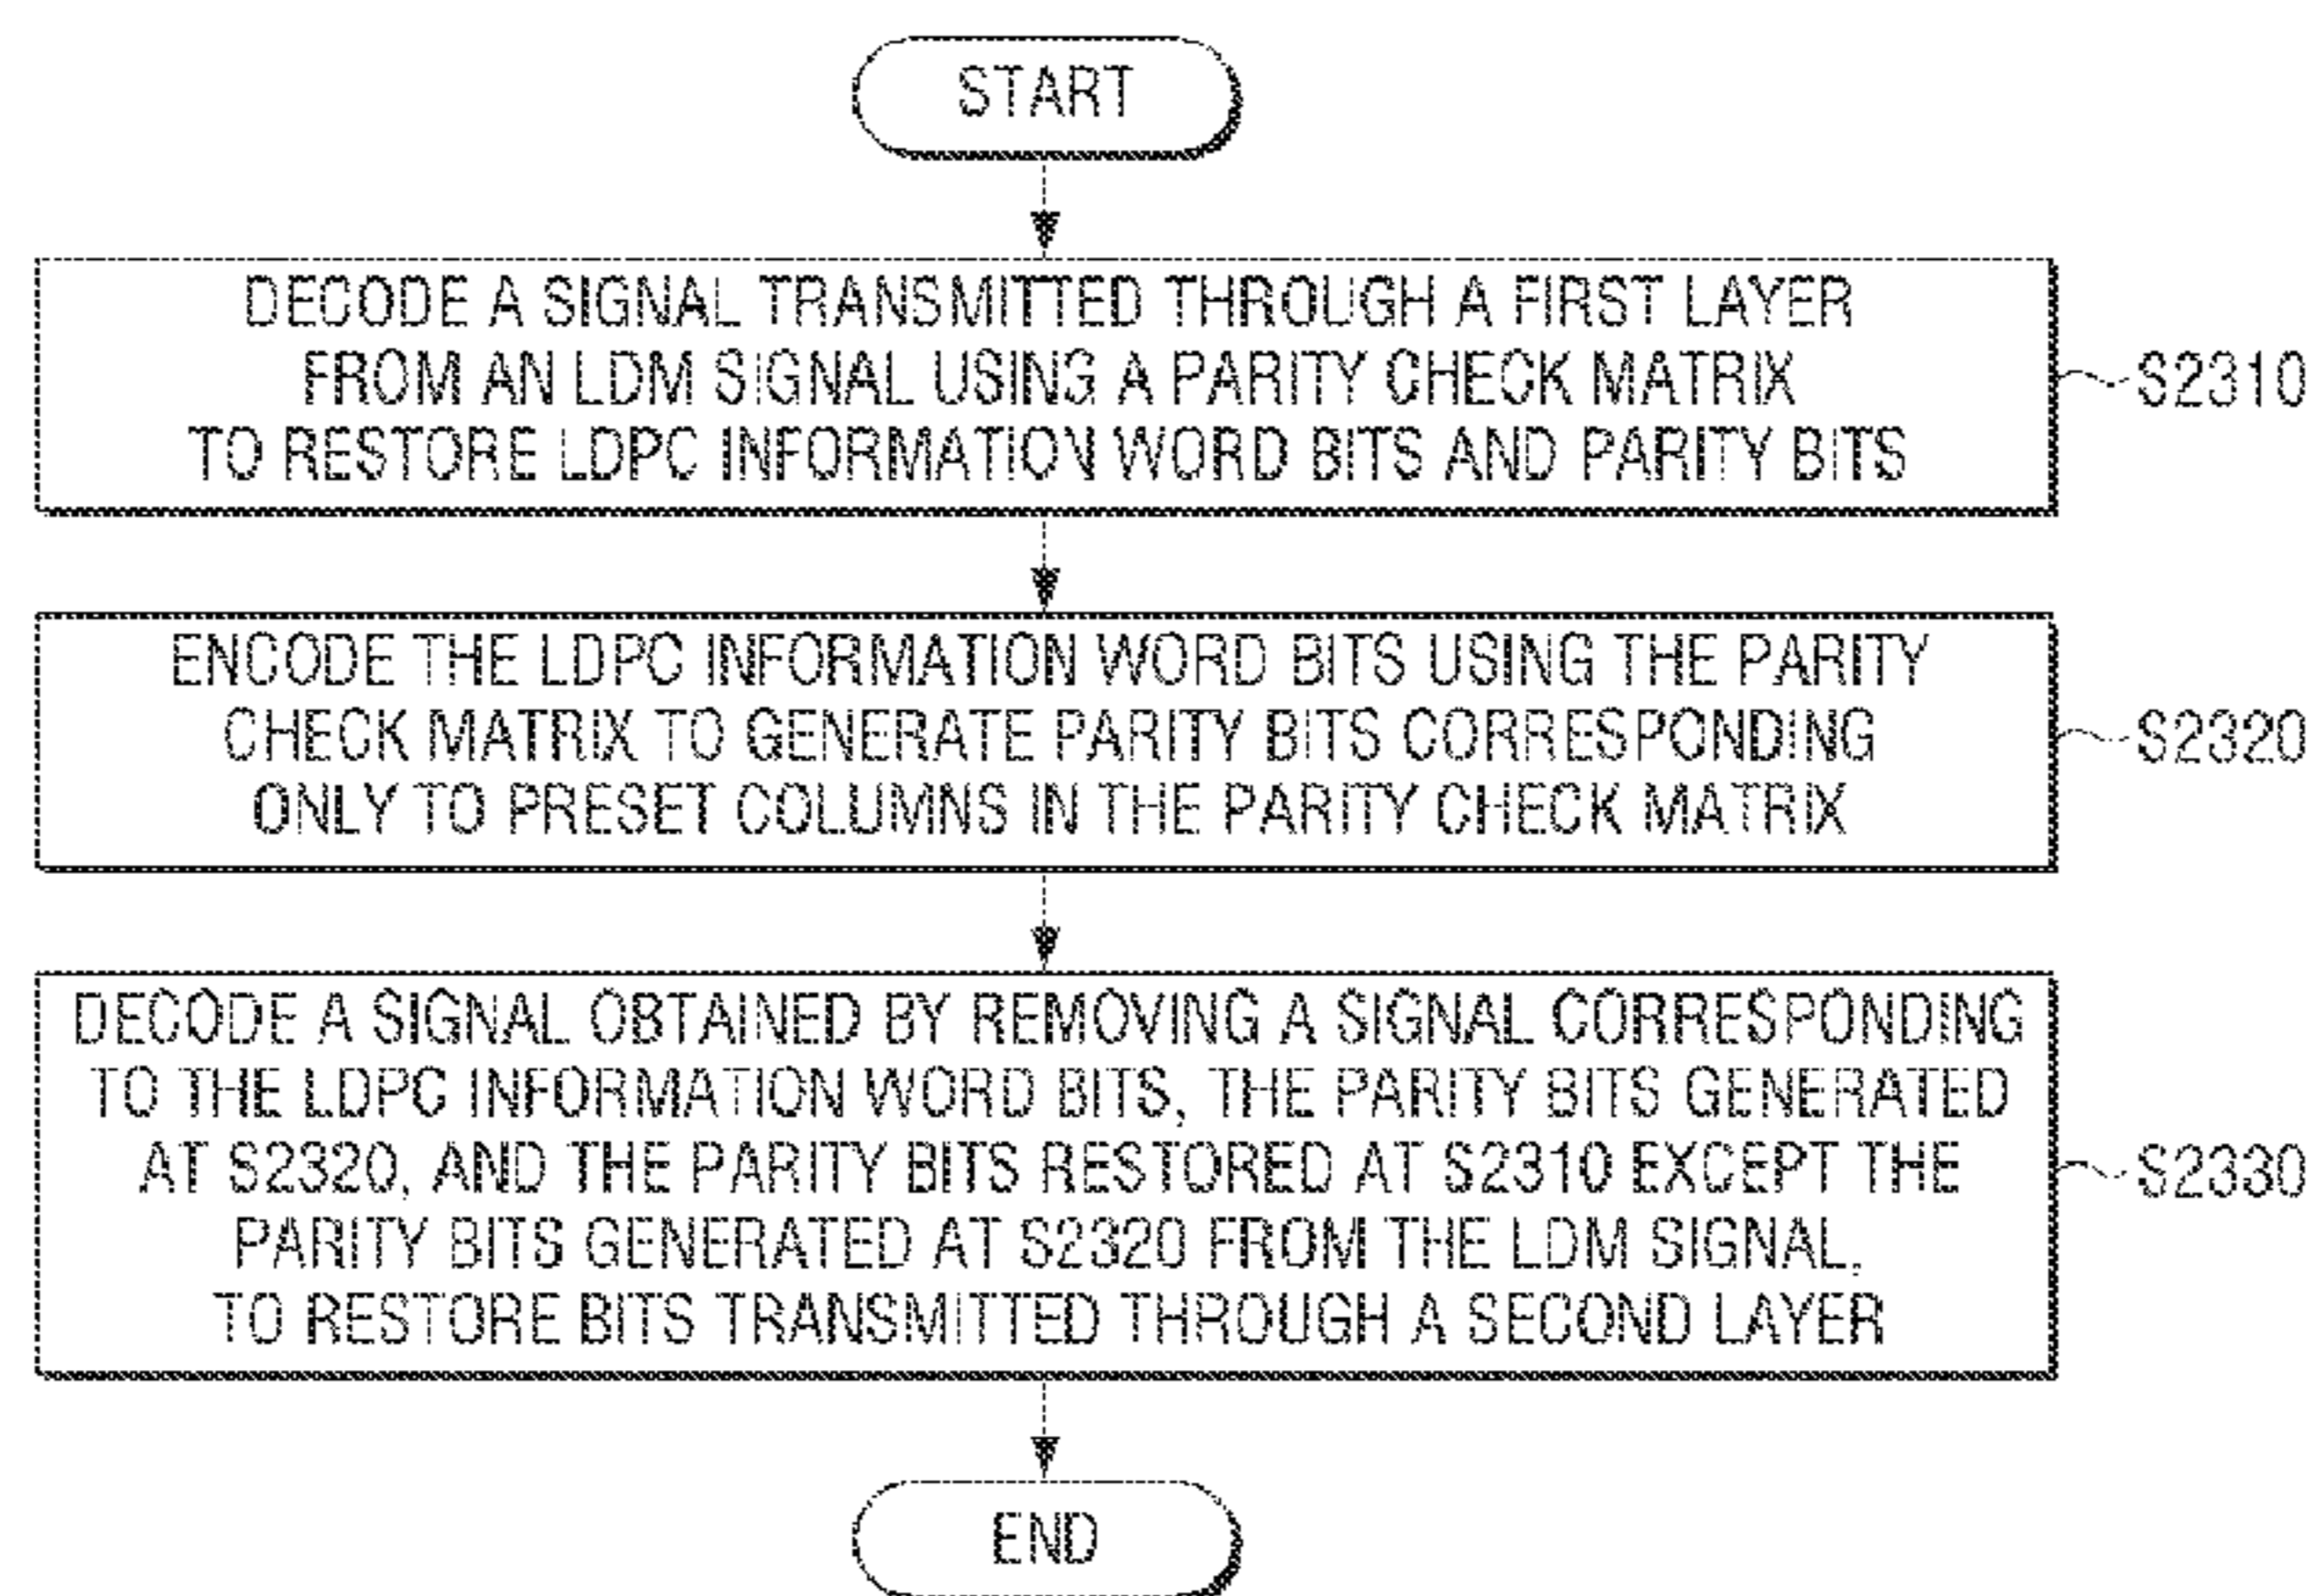 START
DECODE A SIGNAL TRANSMITTED THROUGH A FIRST LAYER
FROM AN LDM SIGNAL USING A PARITY CHECK MATRIX
TO RESTORE LDPC INFORMATION WORD BITS AND PARITY BITS
S2310
ENCODE THE LDPC INFORMATION WORD BITS USING THE PARITY
CHECK MATRIX TO GENERATE PARITY BITS CORRESPONDING
ONLY TO PRESET COLUMNS IN THE PARITY CHECK MATRIX
S2320
DECODE A SIGNAL OBTAINED BY REMOVING A SIGNAL CORRESPONDING
TO THE LDPC INFORMATION WORD BITS, THE PARITY BITS GENERATED
AT S2320, AND THE PARITY BITS RESTORED AT S2310 EXCEPT THE
PARITY BITS GENERATED AT S2320 FROM THE LDM SIGNAL,
TO RESTORE BITS TRANSMITTED THROUGH A SECOND LAYER
S2330
END